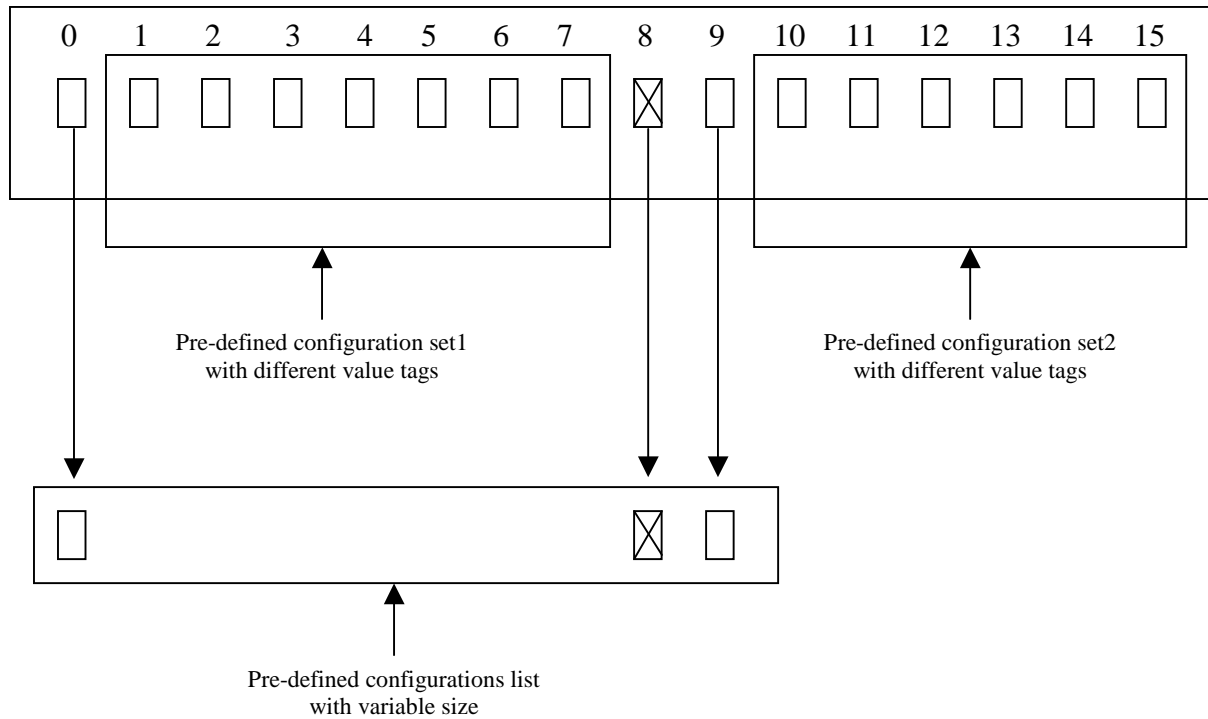 0 1 2 3 4 5 6 7 8 9 10 11 12 13 14 15
Pre-defined configuration set1
with different value tags
Pre-defined configuration set2
with different value tags
Pre-defined configurations list
with variable size